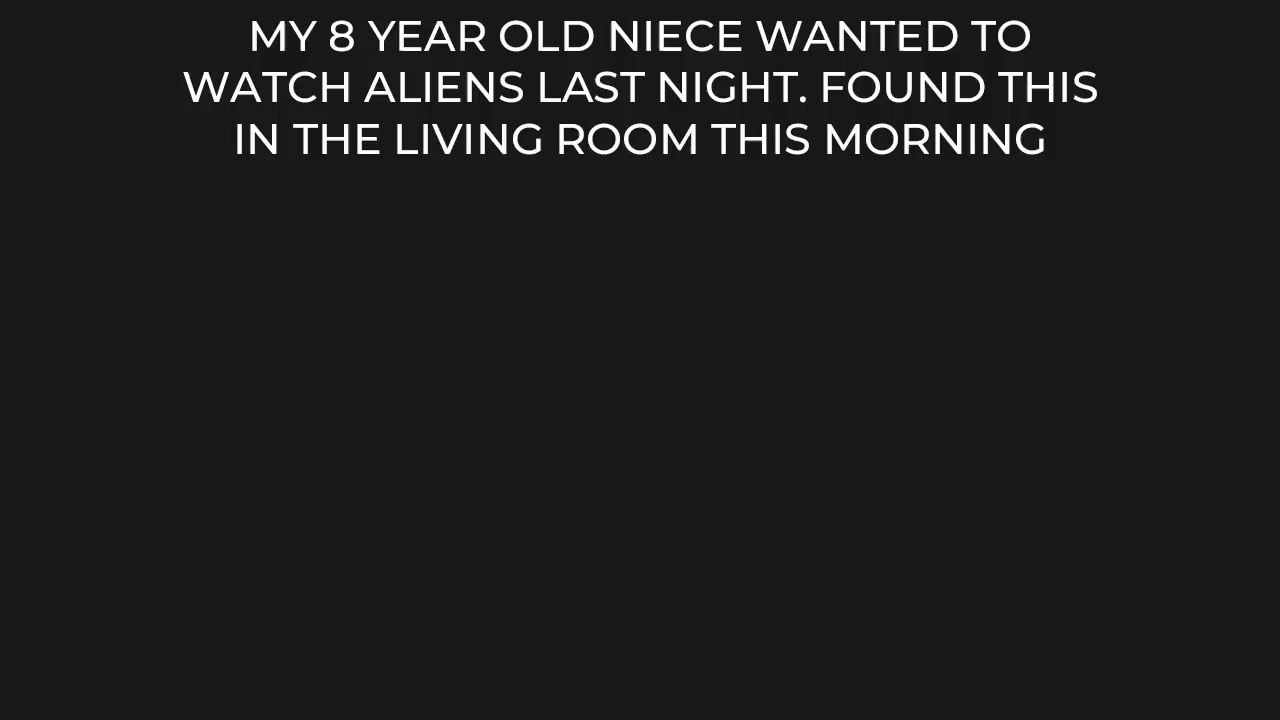 MY 8 YEAR OLD NIECE WANTED TO
WATCH ALIENS LAST NIGHT. FOUND THIS
IN THE LIVING ROOM THIS MORNING